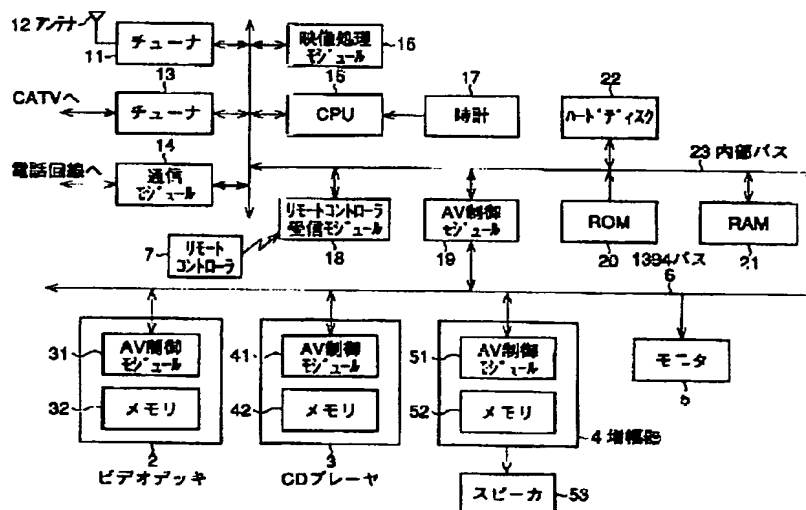 12 アンテナ
チューナ
11
映像処理
モジュール
16
13
チューナ
CATVへ
15
CPU
17
時計
22
ハードディスク
14
通信
モジュール
電話回線へ
23 内部バス
リモートコントローラ
受信モジュール
18
7
リモート
コントローラ
AV制御
モジュール
19
ROM
20
RAM
21
1394バス
6
31
AV制御
モジュール
32
メモリ
2
ビデオデッキ
41
AV制御
モジュール
42
メモリ
3
CDプレーヤ
51
AV制御
モジュール
52
メモリ
4 増幅器
スピーカ
53
モニタ
5